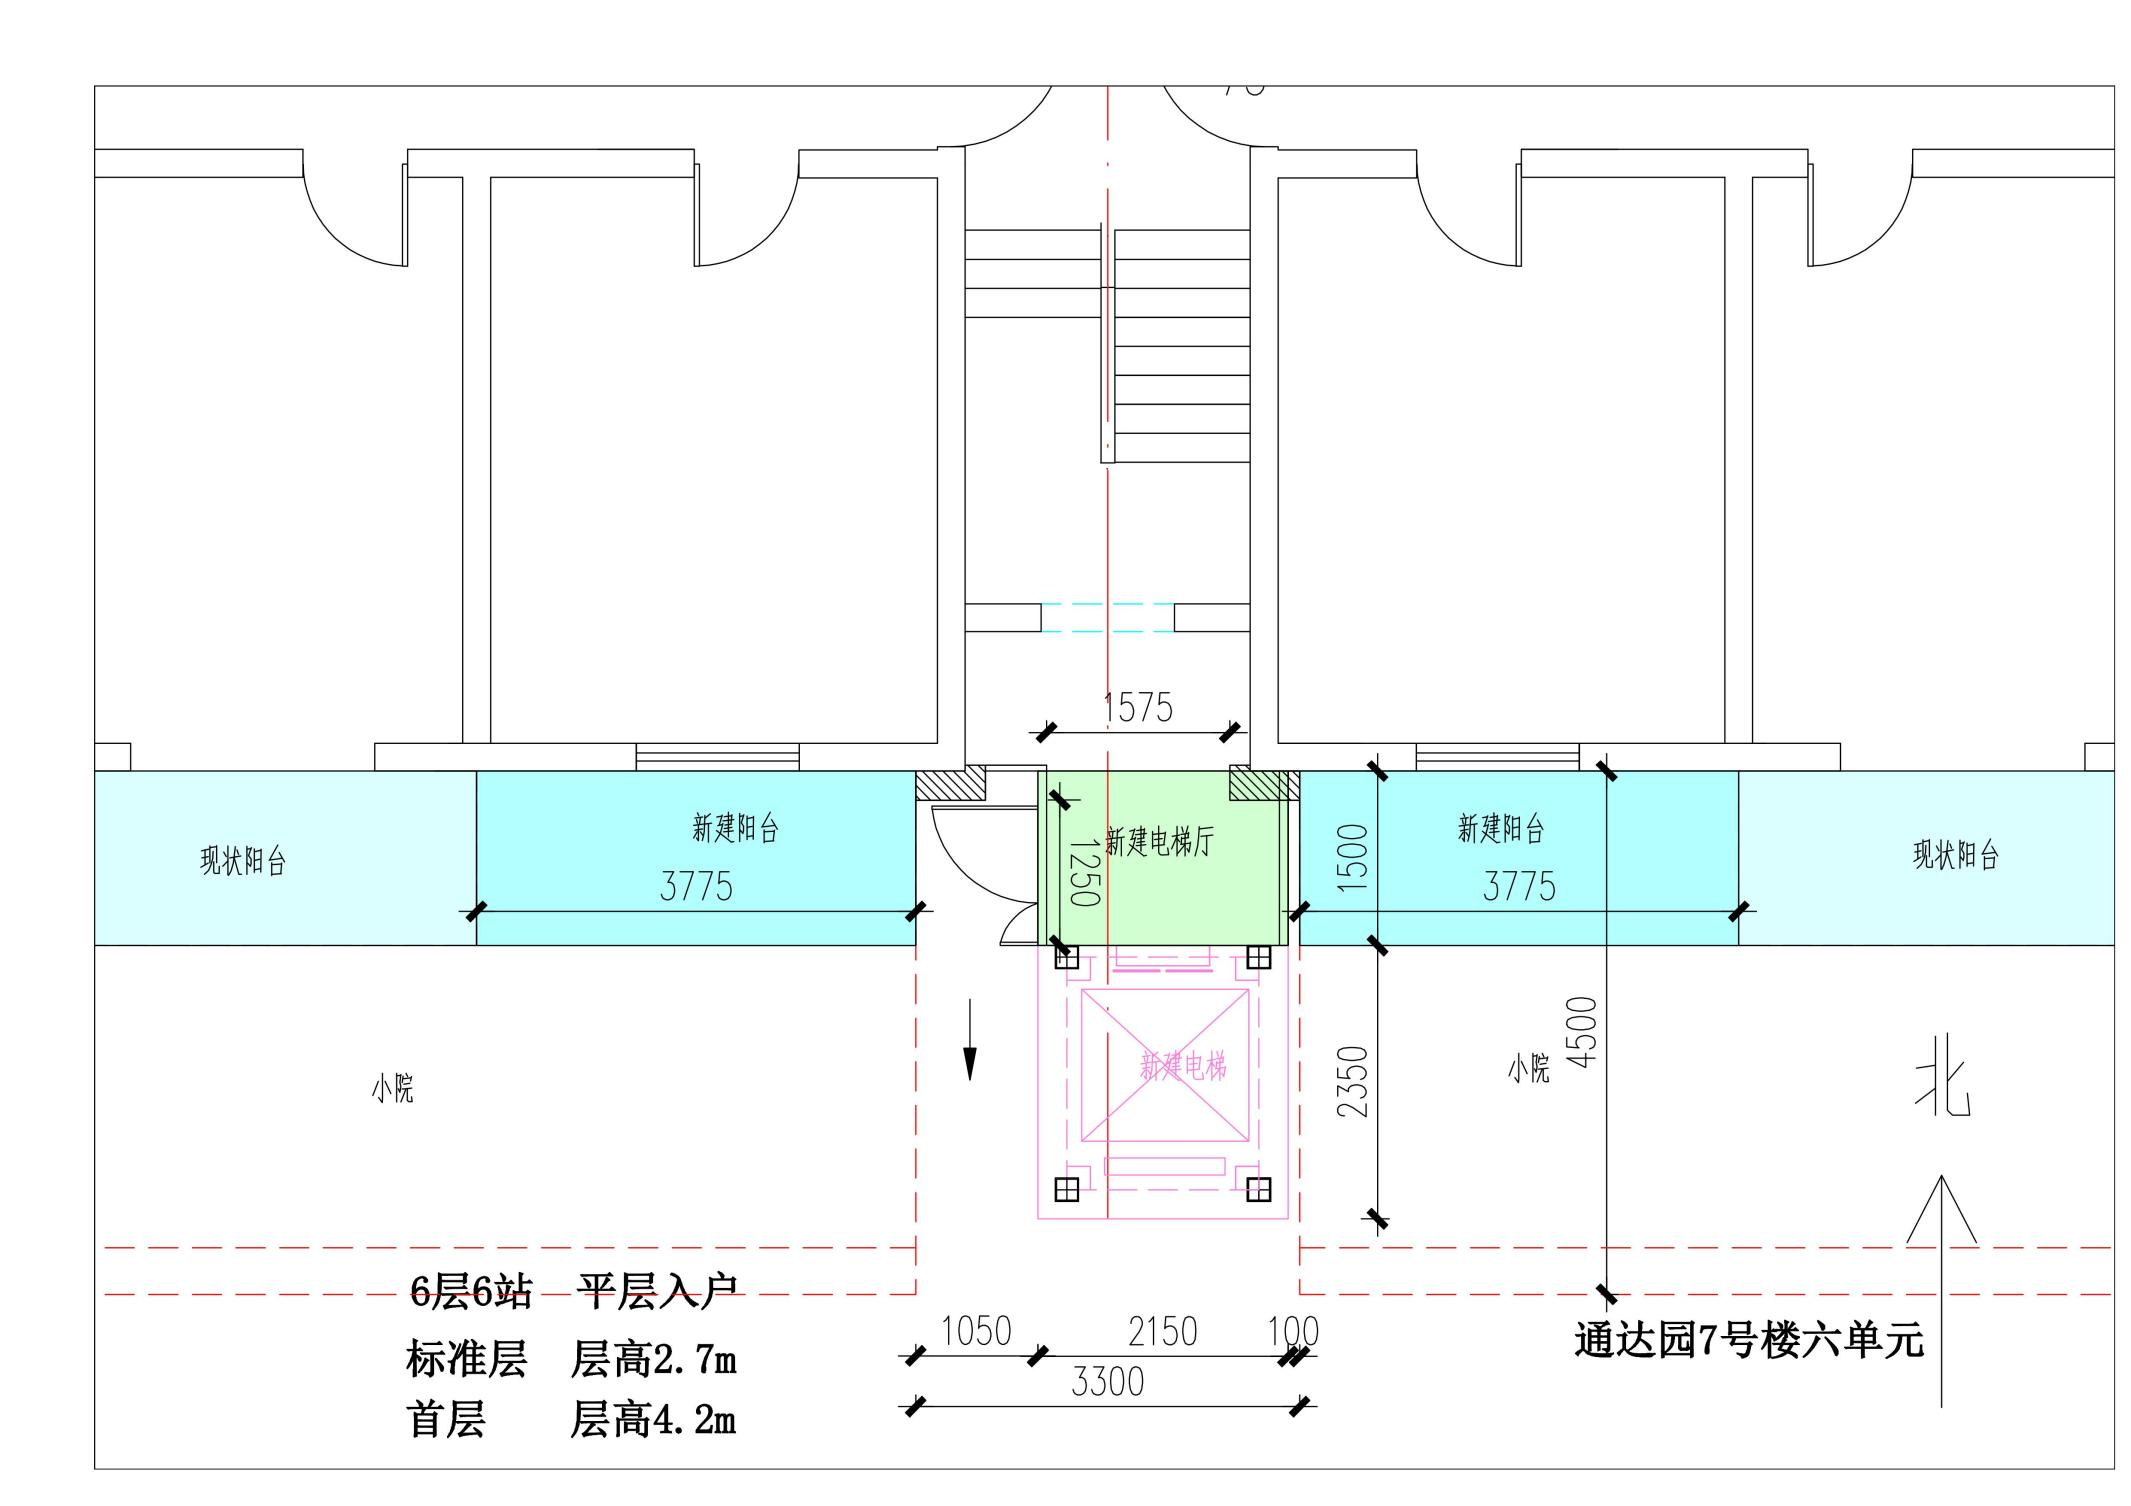 1575
新建阳台
新建电梯厅
新建阳台
现状阳台
现状阳台
3775
1250
1500
3775
小院
新建电梯
2350
小院
4500
北
6层6站 平层入户
标准层 层高2.7m
首层 层高4.2m
1050
2150
100
3300
通达园7号楼六单元